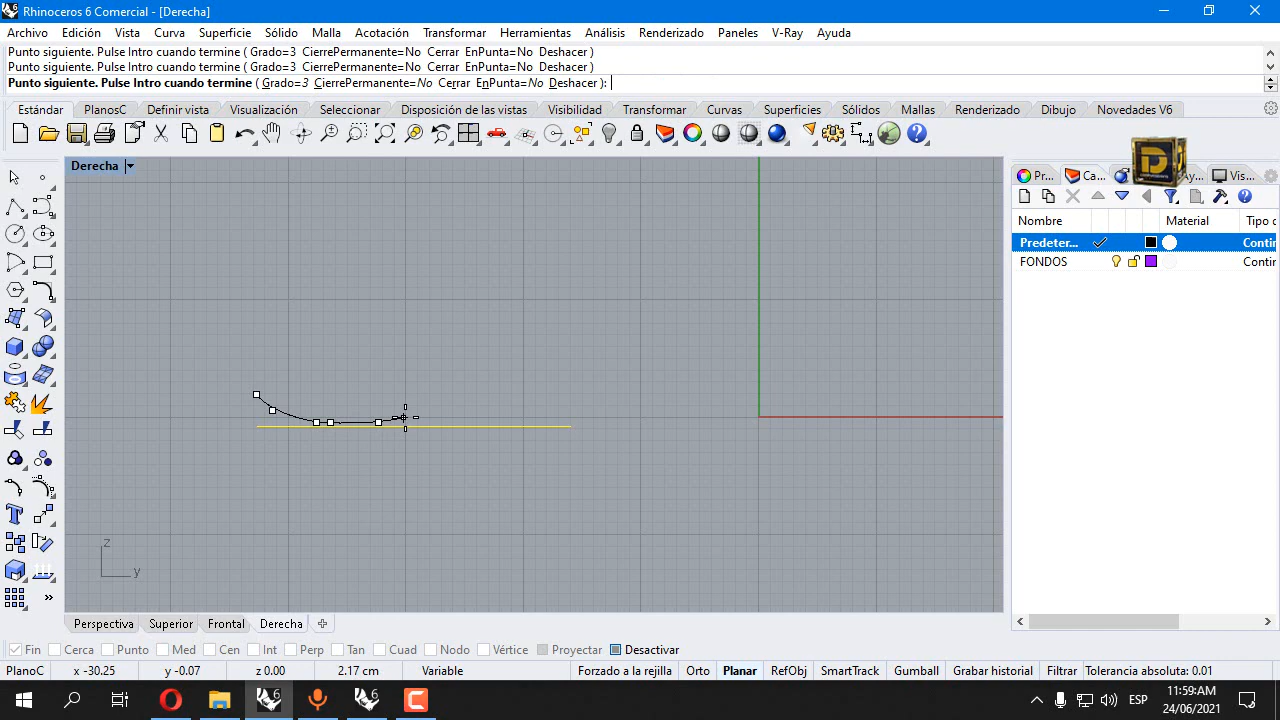 Rhinoceros 6 Comercial - [Derecha]
Archivo Edición Vista Curva Superficie Sólido Malla Acotación Transformar Herramientas Análisis Renderizado Paneles V-Ray Ayuda
Punto siguiente. Pulse Intro cuando termine ( Grado=3 CierrePermanente=No Cerrar EnPunta=No Deshacer )
Punto siguiente. Pulse Intro cuando termine ( Grado=3 CierrePermanente=No Cerrar EnPunta=No Deshacer )
Punto siguiente. Pulse Intro cuando termine ( Grado=3 CierrePermanente=No Cerrar EnPunta=No Deshacer ):
Estándar PlanosC Definir vista Visualización Seleccionar Disposición de las vistas Visibilidad Transformar Curvas Superficies Sólidos Mallas Renderizado Dibujo Novedades V6
Derecha
Pr... Ca... Ay... Vis...
Nombre Material Tipo c
Predeter... Contir
FONDOS Contir
z
y
Perspectiva Superior Frontal Derecha
Fin Cerca Punto Med Cen Int Perp Tan Cuad Nodo Vértice Proyectar Desactivar
PlanoC x -30.25 y -0.07 z 0.00 2.17 cm Variable Forzado a la rejilla Orto Planar RefObj SmartTrack Gumball Grabar historial Filtrar Tolerancia absoluta: 0.01
ESP
11:59AM
24/06/2021